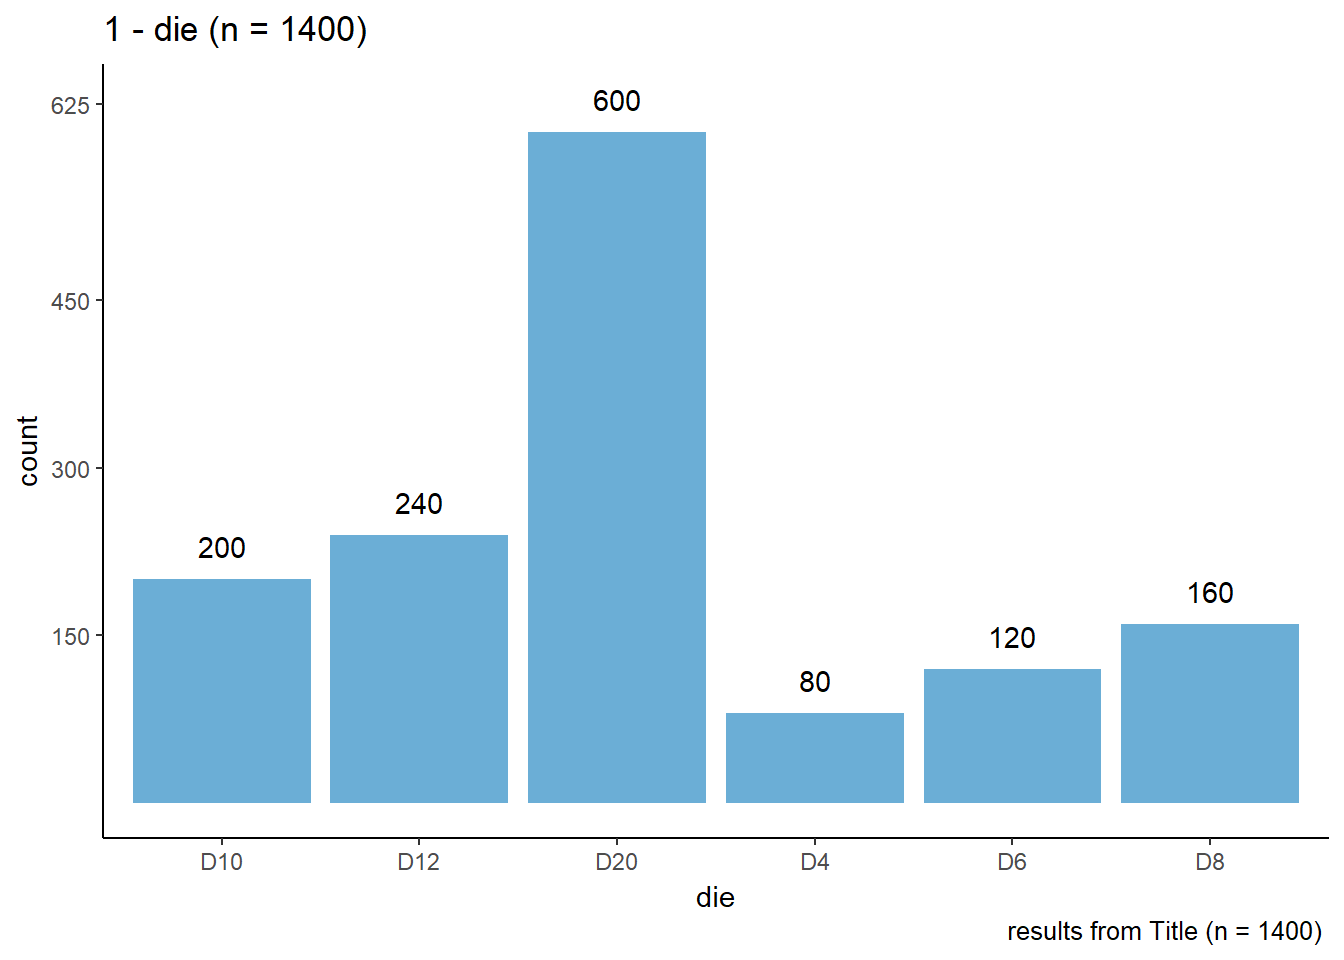 1 - die (n = 1400)
625
450
300
150
count
200
240
600
80
120
160
D10
D12
D20
D4
D6
D8
die
results from Title (n = 1400)